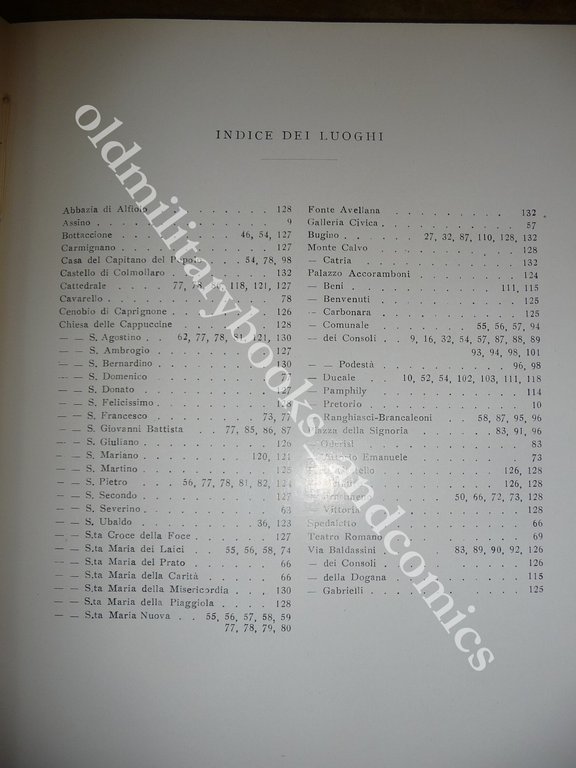 INDICE DEI LUOGHI
Abbazia di Alfiolo . . . . . . . . . 128
Assino . . . . . . . . . . . . . 9
Bottaccione . . . . . . . . 46, 54, 127
Carmignano . . . . . . . . . . . 127
Casa del Capitano del Popolo . . 54, 78, 98
Castello di Colmollaro . . . . . . . . 132
Cattedrale . . . . 77, 78, 118, 121, 127
Cavarello . . . . . . . . . . . . 78
Cenobio di Caprignone . . . . . . . . 126
Chiesa delle Cappuccine . . . . . . . 128
— — S. Agostino . . 62, 77, 78, 121, 130
— — S. Ambrogio . . . . . . . . 127
— — S. Bernardino . . . . . . . . 130
— — S. Domenico . . . . . . . . 77
— — S. Donato . . . . . . . . . 127
— — S. Felicissimo . . . . . . . . 128
— — S. Francesco . . . . . . . 73, 77
— — S. Giovanni Battista . 77, 85, 86, 87
— — S. Giuliano . . . . . . . . . 126
— — S. Mariano . . . . . . . 120, 121
— — S. Martino . . . . . . . . . 125
— — S. Pietro . . 56, 77, 78, 81, 82, 124
— — S. Secondo . . . . . . . . . 127
— — S. Severino . . . . . . . . . 63
— — S. Ubaldo . . . . . . . . 36, 123
— — S.ta Croce della Foce . . . . . 127
— — S.ta Maria dei Laici . . 55, 56, 58, 74
— — S.ta Maria del Prato . . . . . . 66
— — S.ta Maria della Carità . . . . . 66
— — S.ta Maria della Misericordia . . . 130
— — S.ta Maria della Piaggiola . . . . 128
— — S.ta Maria Nuova . . 55, 56, 57, 58, 59
77, 78, 79, 80
Fonte Avellana . . . . . . . . . . 132
Galleria Civica . . . . . . . . . . 57
Bugino . . . . . . 27, 32, 87, 110, 128, 132
Monte Calvo . . . . . . . . . . . 128
— Catria . . . . . . . . . . . . 132
Palazzo Accoramboni . . . . . . . . 124
— Beni . . . . . . . . . . . 111, 115
— Benvenuti . . . . . . . . . . . 125
— Carbonara . . . . . . . . . . . 125
— Comunale . . . . . . . 55, 56, 57, 94
— dei Consoli . . 9, 16, 32, 54, 57, 87, 88, 89
93, 94, 98, 101
— — Podestà . . . . . . . . . 96, 98
— Ducale . . . 10, 52, 54, 102, 103, 111, 118
— Pamphily . . . . . . . . . . . 114
— Pretorio . . . . . . . . . . . . 10
— Ranghiasci-Brancaleoni . . . 58, 87, 95, 96
Piazza della Signoria . . . . . . 83, 91, 96
— Oderisi . . . . . . . . . . . . 83
— Vittorio Emanuele . . . . . . . . 73
126, 128
126, 128
50, 66, 72, 73, 128
— Vittoria . . . . . . . . . . . . 128
Spedaletto . . . . . . . . . . . . 66
Teatro Romano . . . . . . . . . . 69
Via Baldassini . . . . . 83, 89, 90, 92, 126
— dei Consoli . . . . . . . . . . 126
— della Dogana . . . . . . . . . . 115
— Gabrielli . . . . . . . . . . . . 125
oldmilitarybooks_andcomics